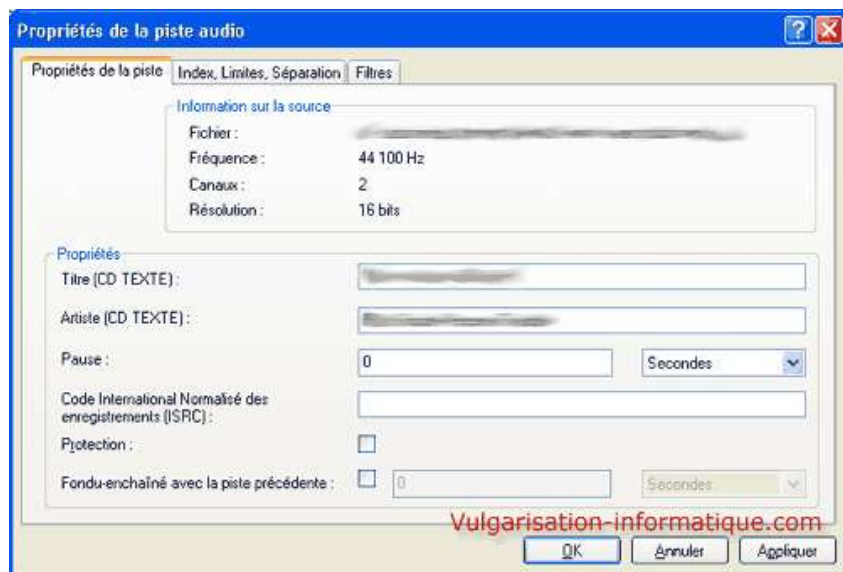 Propriétés de la piste audio
Propriétés de la piste
Index, Limites, Séparation
Filtres
Information sur la source
Fichier :
Fréquence : 44 100 Hz
Canaux : 2
Résolution : 16 bits
Propriétés
Titre (CD TEXTE) :
Artiste (CD TEXTE) :
Pause : 0 Secondes
Code International Normalisé des
enregistrements (ISRC) :
Protection :
Fondu-enchaîné avec la piste précédente : 0 Secondes
Vulgarisation-informatique.com
OK Annuler Appliquer